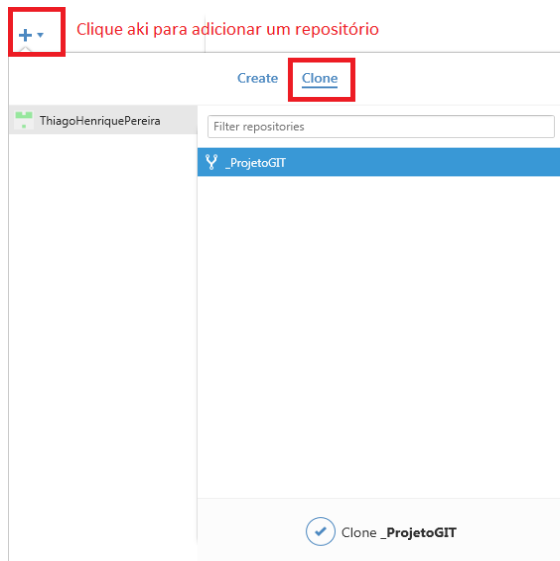 Clique aki para adicionar um repositório
Create Clone
ThiagoHenriquePereira
Filter repositories
_ProjetoGIT
Clone _ProjetoGIT